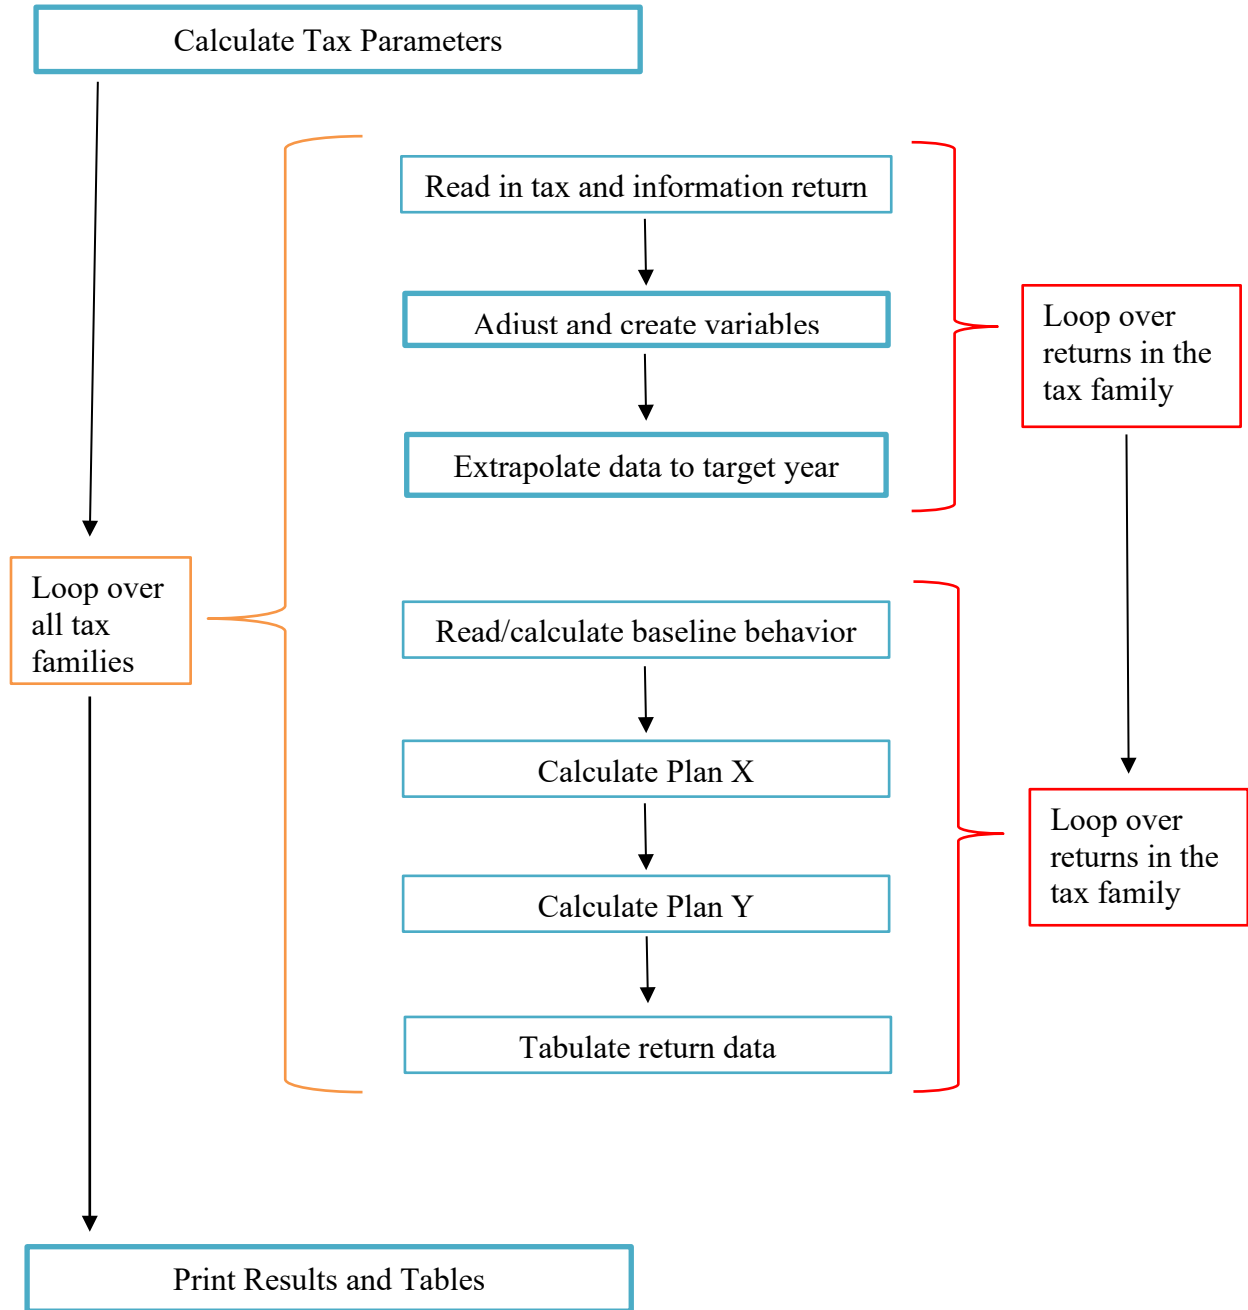 Calculate Tax Parameters
Read in tax and information return
Adjust and create variables
Extrapolate data to target year
Loop over
returns in the
tax family
Loop over
all tax
families
Read/calculate baseline behavior
Calculate Plan X
Calculate Plan Y
Tabulate return data
Loop over
returns in the
tax family
Print Results and Tables